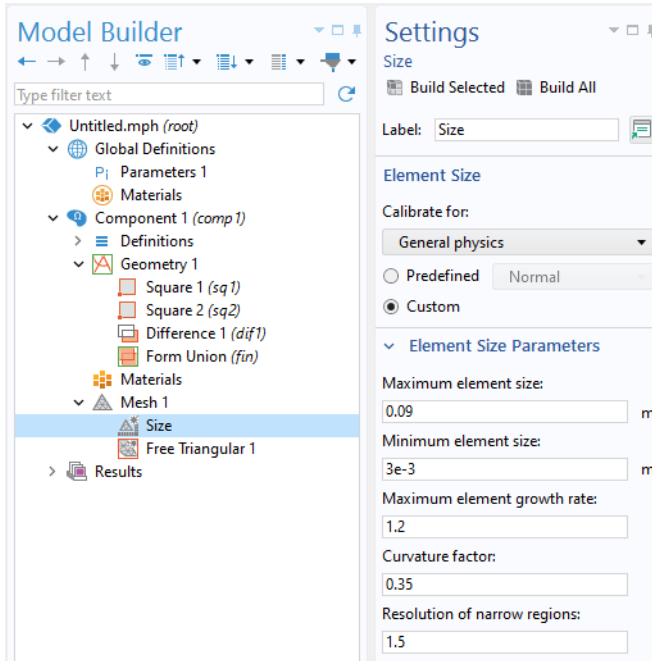 Model Builder
Type filter text
Untitled.mph (root)
Global Definitions
Pi Parameters 1
Materials
Component 1 (comp1)
Definitions
Geometry 1
Square 1 (sq1)
Square 2 (sq2)
Difference 1 (dif1)
Form Union (fin)
Materials
Mesh 1
Size
Free Triangular 1
Results
Settings
Size
Build Selected Build All
Label: Size
Element Size
Calibrate for:
General physics
Predefined Normal
Custom
Element Size Parameters
Maximum element size:
0.09 m
Minimum element size:
3e-3 m
Maximum element growth rate:
1.2
Curvature factor:
0.35
Resolution of narrow regions:
1.5